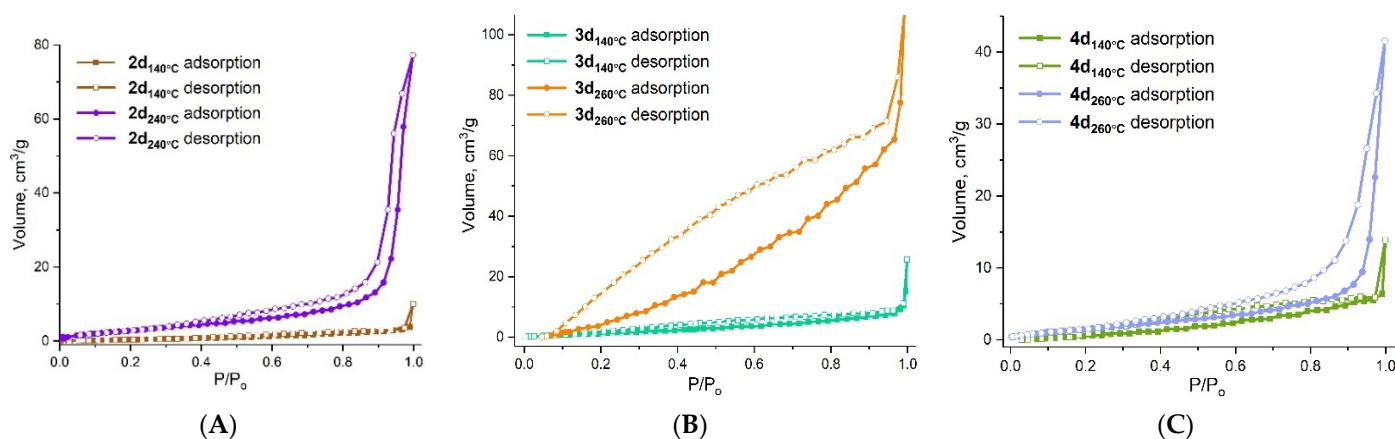 80
60
40
20
0
Volume, cm³/g
2d₁₄₀°C adsorption
2d₁₄₀°C desorption
2d₂₄₀°C adsorption
2d₂₄₀°C desorption
0.0 0.2 0.4 0.6 0.8 1.0
P/Pₒ
(A)
100
80
60
40
20
0
Volume, cm³/g
3d₁₄₀°C adsorption
3d₁₄₀°C desorption
3d₂₆₀°C adsorption
3d₂₆₀°C desorption
0.0 0.2 0.4 0.6 0.8 1.0
P/Pₒ
(B)
40
30
20
10
0
Volume, cm³/g
4d₁₄₀°C adsorption
4d₁₄₀°C desorption
4d₂₆₀°C adsorption
4d₂₆₀°C desorption
0.0 0.2 0.4 0.6 0.8 1.0
P/Pₒ
(C)